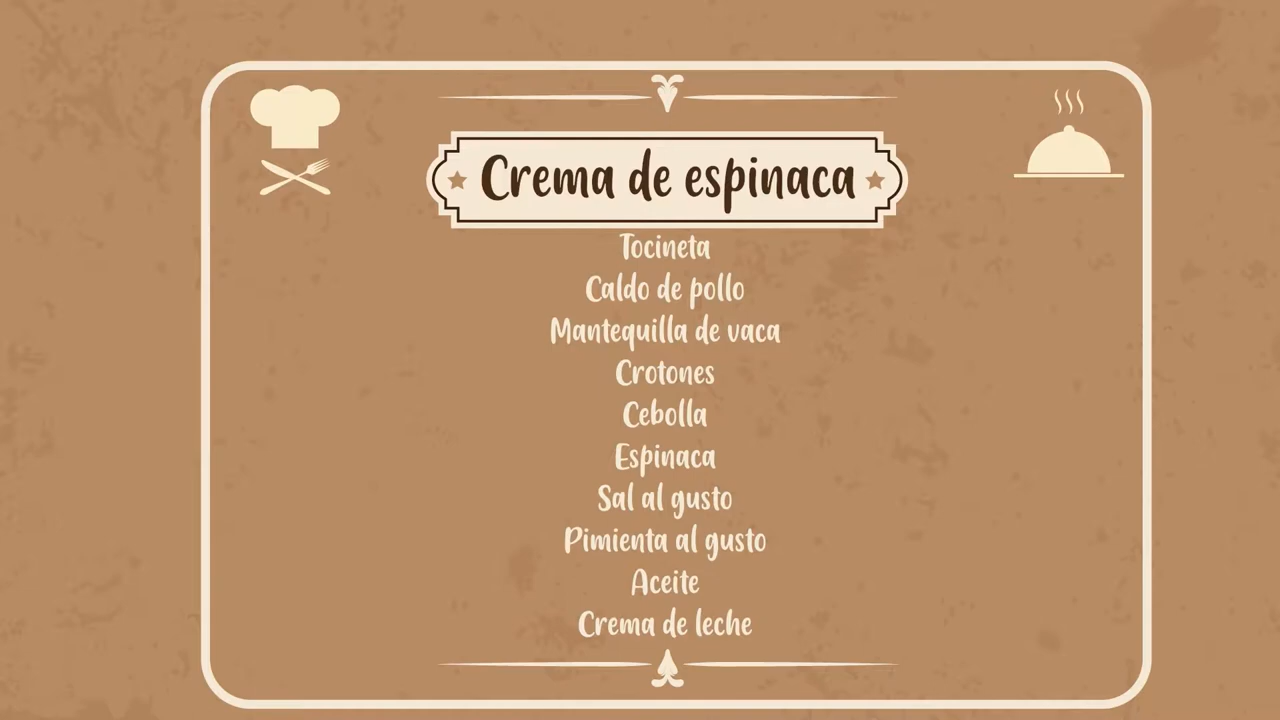 Crema de espinaca
Tocineta
Caldo de pollo
Mantequilla de vaca
Crotones
Cebolla
Espinaca
Sal al gusto
Pimienta al gusto
Aceite
Crema de leche